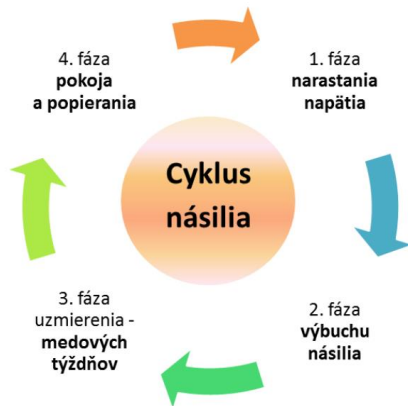 4. fáza
pokoja
a popierania
1. fáza
narastania
napätia
Cyklus
násilia
3. fáza
uzmierenia -
medových
týždňov
2. fáza
výbuchu
násilia